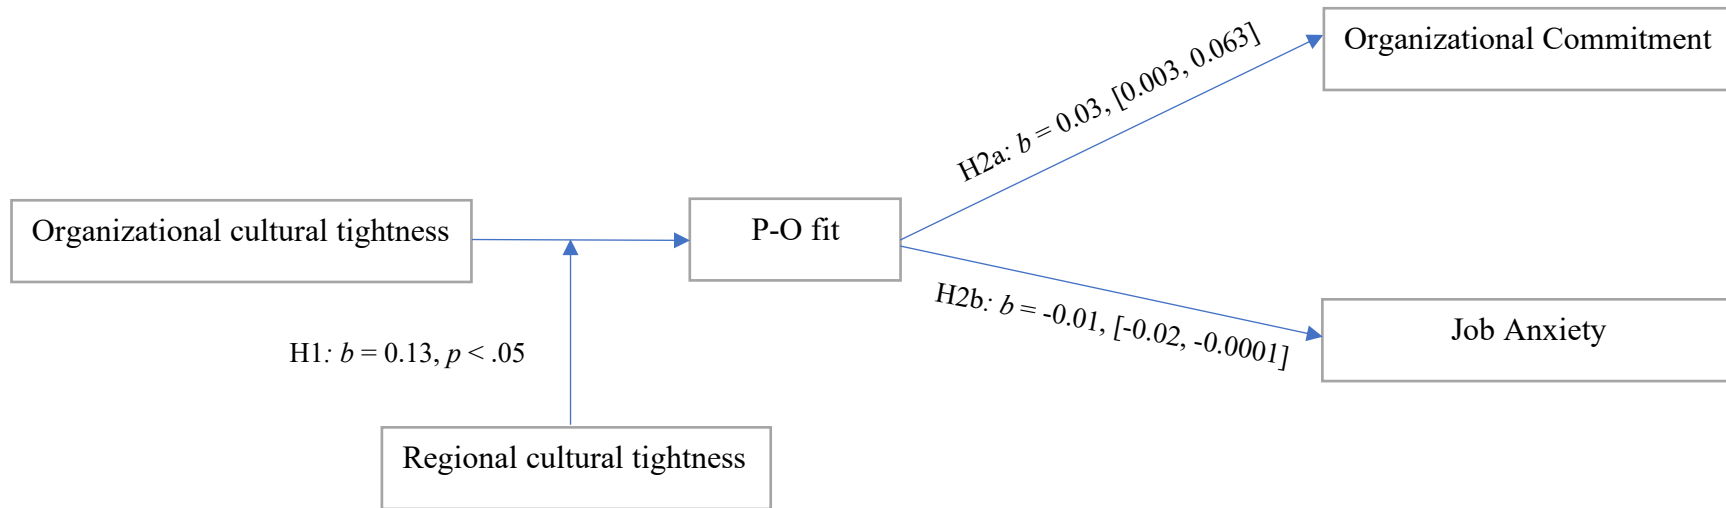 Organizational Commitment
H2a: b = 0.03, [0.003, 0.063]
Organizational cultural tightness
P-O fit
H2b: b = -0.01, [-0.02, -0.0001]
Job Anxiety
H1: b = 0.13, p < .05
Regional cultural tightness